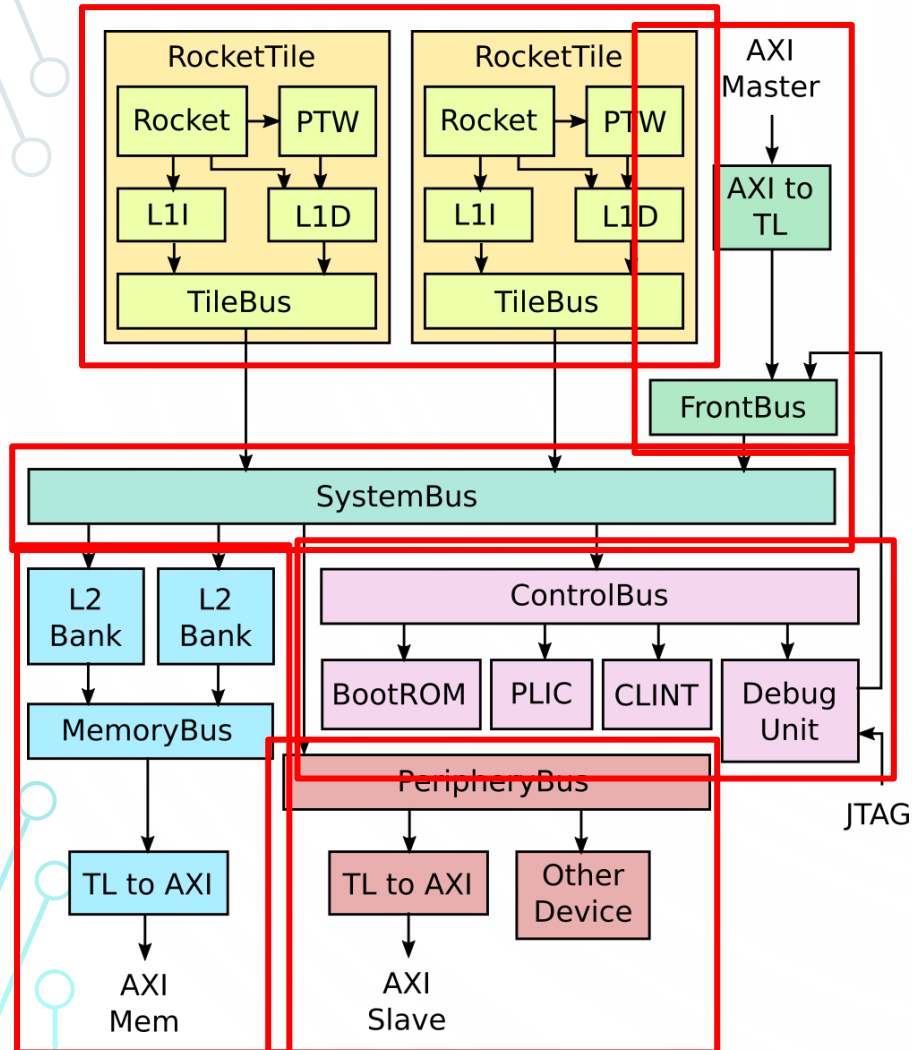 RocketTile
Rocket
PTW
L1I
L1D
TileBus
RocketTile
Rocket
PTW
L1I
L1D
TileBus
AXI
Master
AXI to
TL
FrontBus
SystemBus
L2
Bank
L2
Bank
MemoryBus
TL to AXI
AXI
Mem
ControlBus
BootROM
PLIC
CLINT
Debug
Unit
JTAG
PeripheryBus
TL to AXI
AXI
Slave
Other
Device